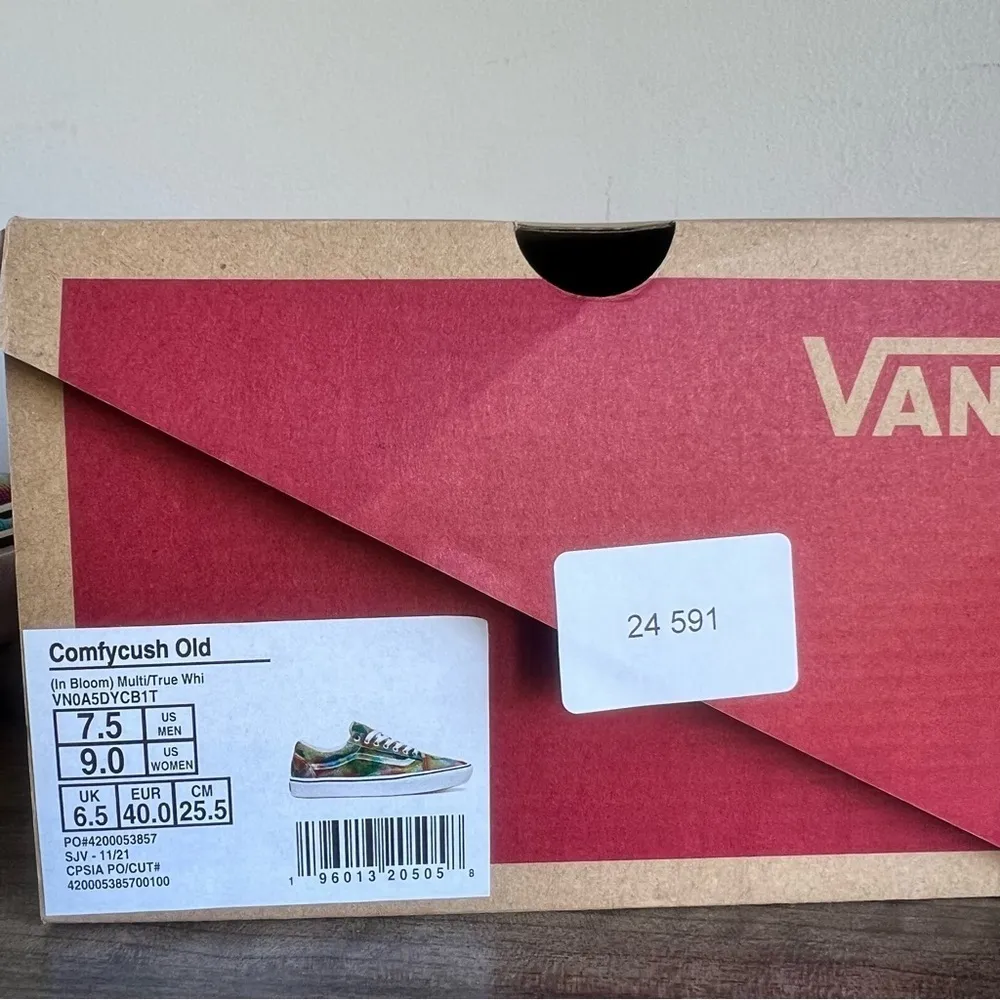 VAN
24 591
Comfycush Old
(In Bloom) Multi/True Whi
VN0A5DYCB1T
7.5 US MEN
9.0 US WOMEN
UK EUR CM
6.5 40.0 25.5
PO#4200053857
SJV - 11/21
CPSIA PO/CUT#
420005385700100
1 96013 20505 8